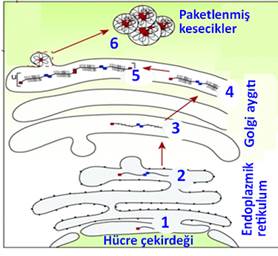 Paketlenmiş
kesecikler
6
5
4
3
2
1
Golgi aygıtı
Endoplazmik
retikulum
Hücre çekirdeği